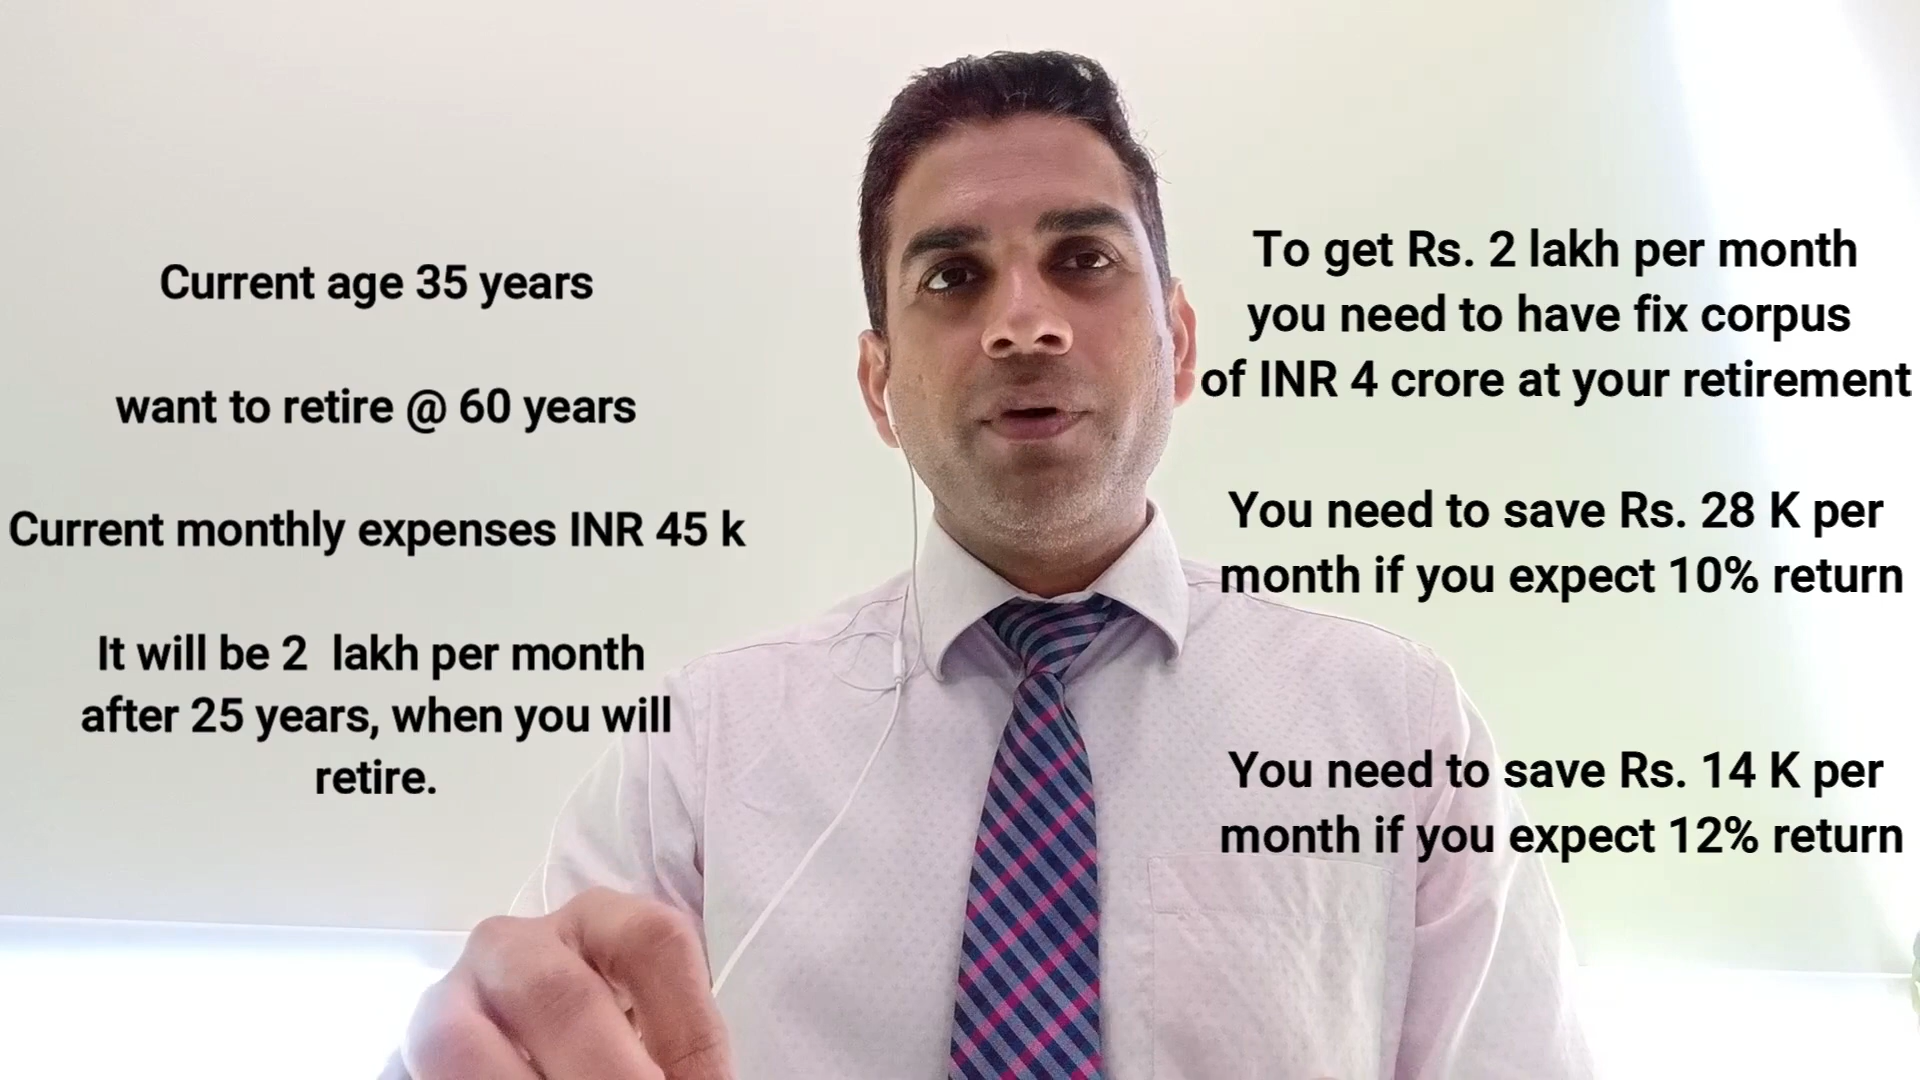 Current age 35 years
want to retire @ 60 years
Current monthly expenses INR 45 k
It will be 2  lakh per month
after 25 years, when you will
retire.
To get Rs. 2 lakh per month
you need to have fix corpus
of INR 4 crore at your retirement
You need to save Rs. 28 K per
month if you expect 10% return
You need to save Rs. 14 K per
month if you expect 12% return